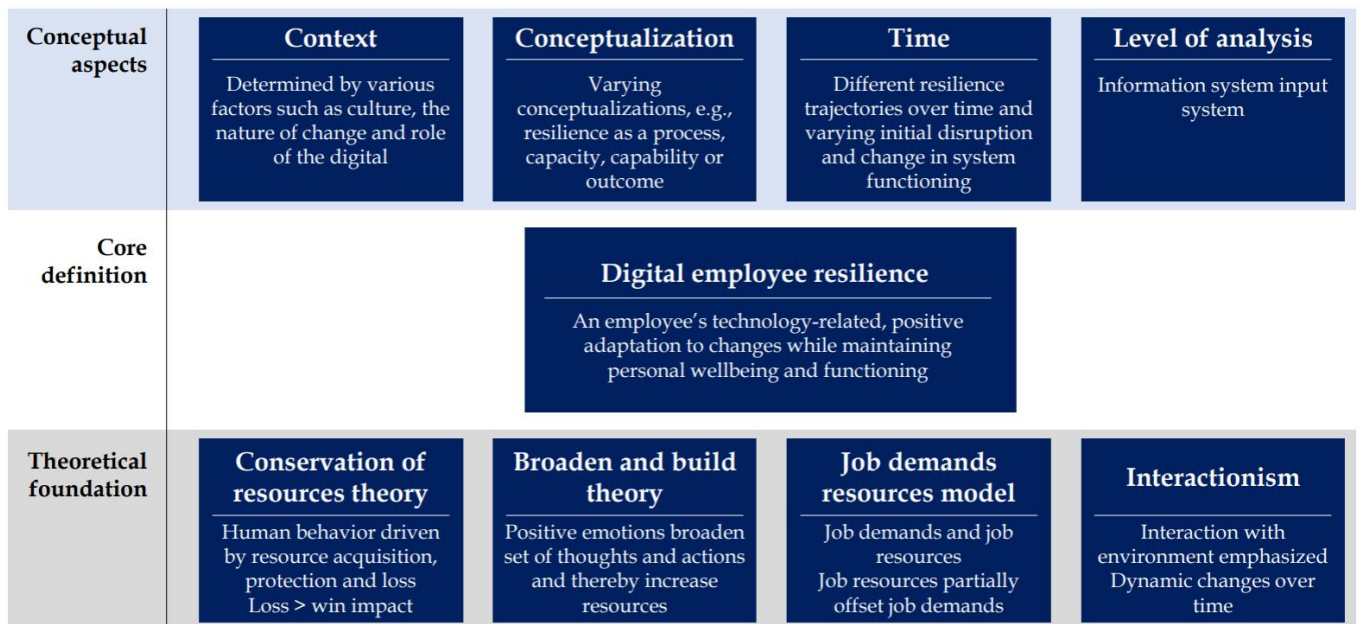 Conceptual
aspects
Context
Determined by various
factors such as culture, the
nature of change and role
of the digital
Conceptualization
Varying
conceptualizations, e.g.,
resilience as a process,
capacity, capability or
outcome
Time
Different resilience
trajectories over time and
varying initial disruption
and change in system
functioning
Level of analysis
Information system input
system
Core
definition
Digital employee resilience
An employee's technology-related, positive
adaptation to changes while maintaining
personal wellbeing and functioning
Theoretical
foundation
Conservation of
resources theory
Human behavior driven
by resource acquisition,
protection and loss
Loss > win impact
Broaden and build
theory
Positive emotions broaden
set of thoughts and actions
and thereby increase
resources
Job demands
resources model
Job demands and job
resources
Job resources partially
offset job demands
Interactionism
Interaction with
environment emphasized
Dynamic changes over
time